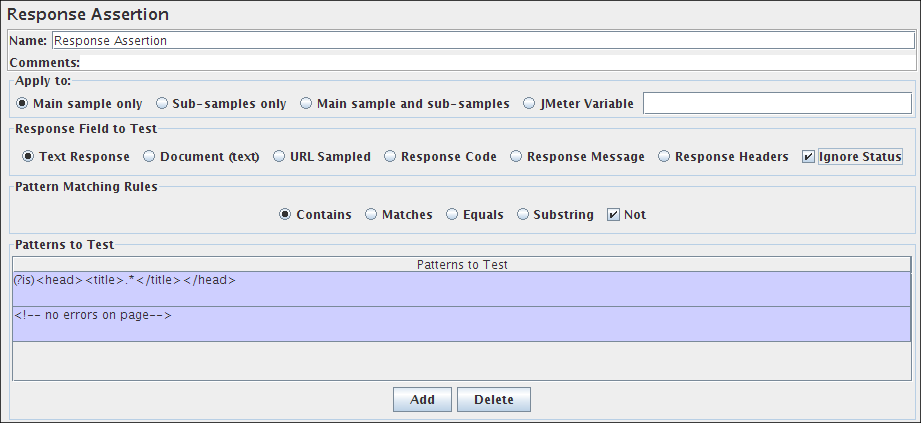 Response Assertion
Name: Response Assertion
Comments:
Apply to:
Main sample only Sub-samples only Main sample and sub-samples JMeter Variable
Response Field to Test
Text Response Document (text) URL Sampled Response Code Response Message Response Headers Ignore Status
Pattern Matching Rules
Contains Matches Equals Substring Not
Patterns to Test
Patterns to Test
(?is)<head><title>.*</title></head>
<!-- no errors on page-->
Add Delete